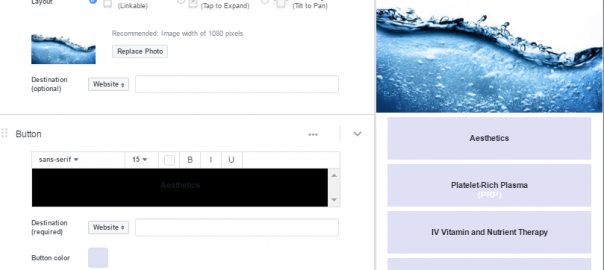 Layout
(Linkable)
(Tap to Expand)
(Tilt to Pan)
Recommended: Image width of 1080 pixels
Replace Photo
Destination
(optional)
Website
Button
sans-serif
15
B I U
Aesthetics
Destination
(required)
Website
Button color
Aesthetics
Platelet-Rich Plasma
(PRP)
IV Vitamin and Nutrient Therapy